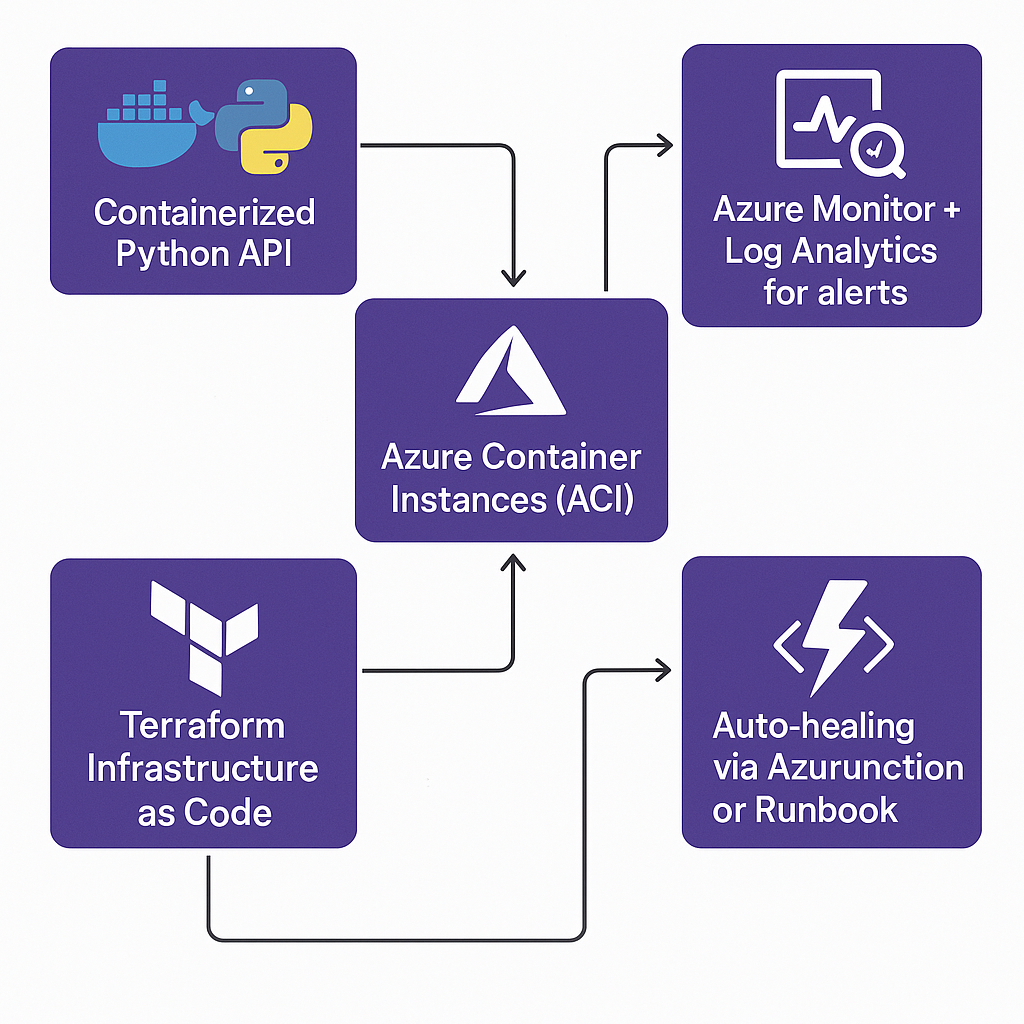 Containerized
Python API
Azure Monitor +
Log Analytics
for alerts
Azure Container
Instances (ACI)
Terraform
Infrastructure
as Code
Auto-healing
via Azurunction
or Runbook